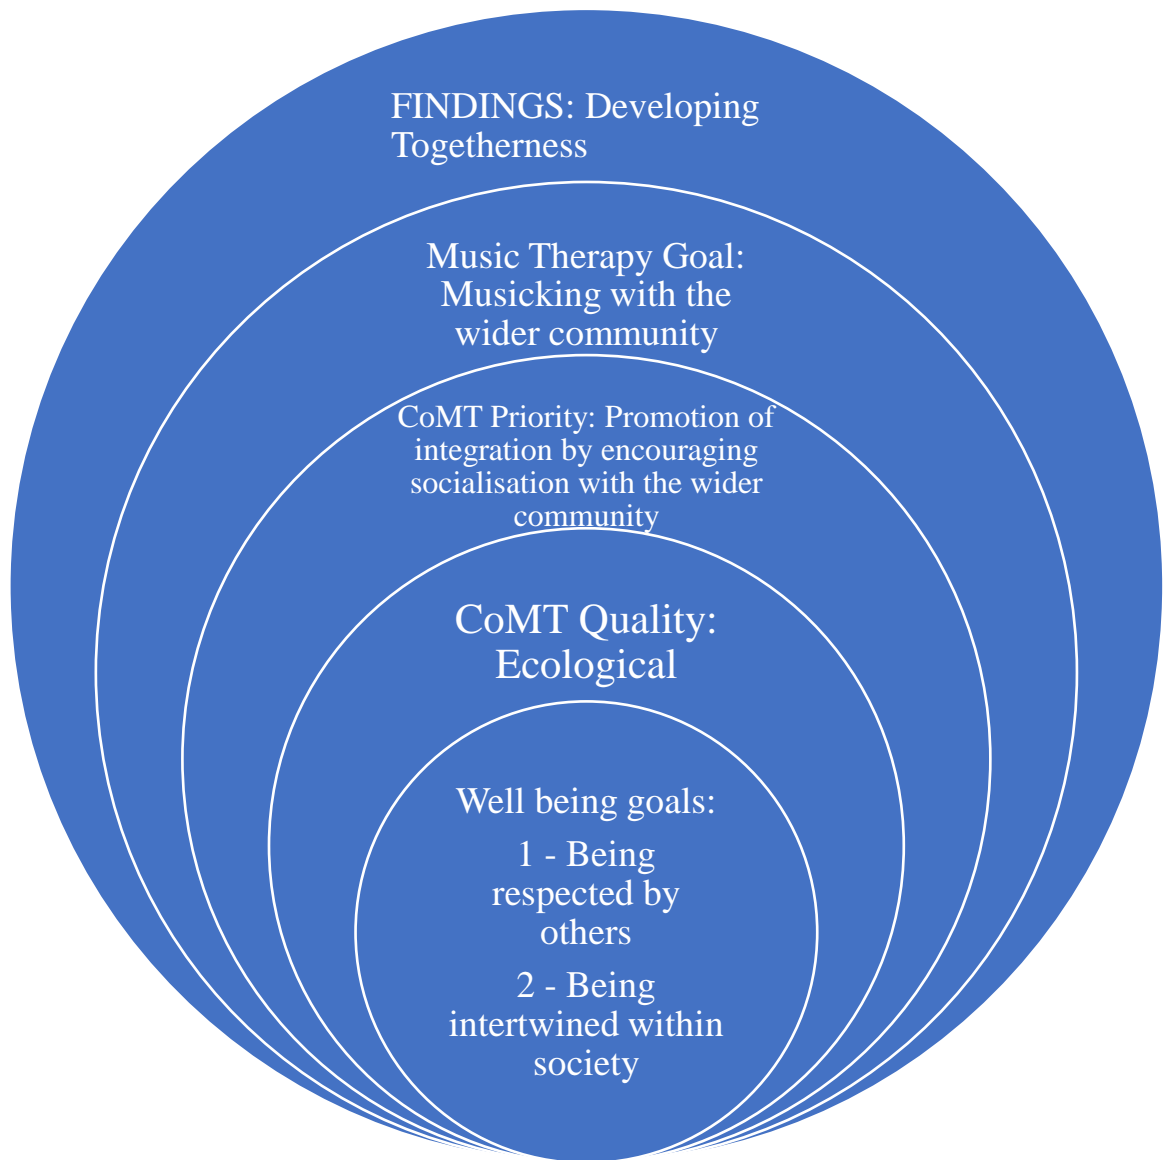 FINDINGS: Developing
Togetherness
Music Therapy Goal:
Musicking with the
wider community
CoMT Priority: Promotion of
integration by encouraging
socialisation with the wider
community
CoMT Quality:
Ecological
Well being goals:
1 - Being
respected by
others
2 - Being
intertwined within
society